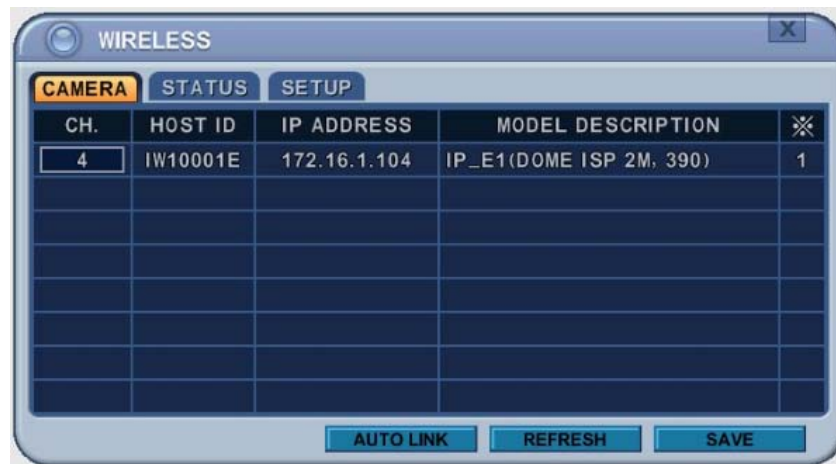 WIRELESS
X
CAMERA STATUS SETUP
CH. HOST ID IP ADDRESS MODEL DESCRIPTION ※
4 IW10001E 172.16.1.104 IP_E1(DOME ISP 2M, 390) 1
AUTO LINK REFRESH SAVE